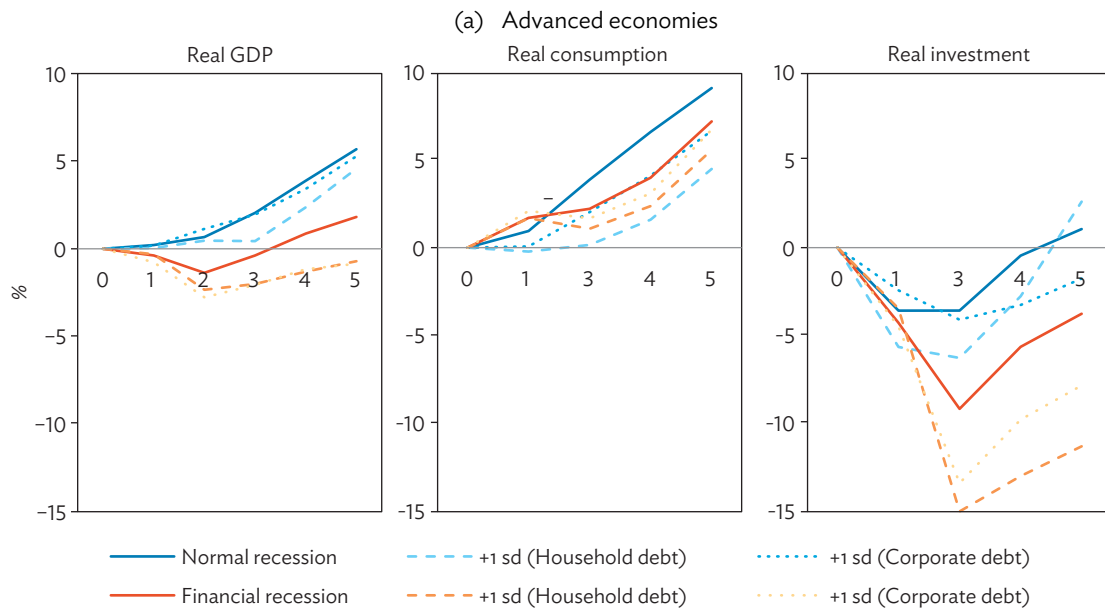 (a) Advanced economies
Real GDP
Real consumption
Real investment
10
5
0
−5
−10
−15
%
0 1 2 3 4 5
10
5
0
−5
−10
−15
0 1 3 4 5
–
10
5
0
−5
−10
−15
0 1 3 4 5
Normal recession
+1 sd (Household debt)
+1 sd (Corporate debt)
Financial recession
+1 sd (Household debt)
+1 sd (Corporate debt)